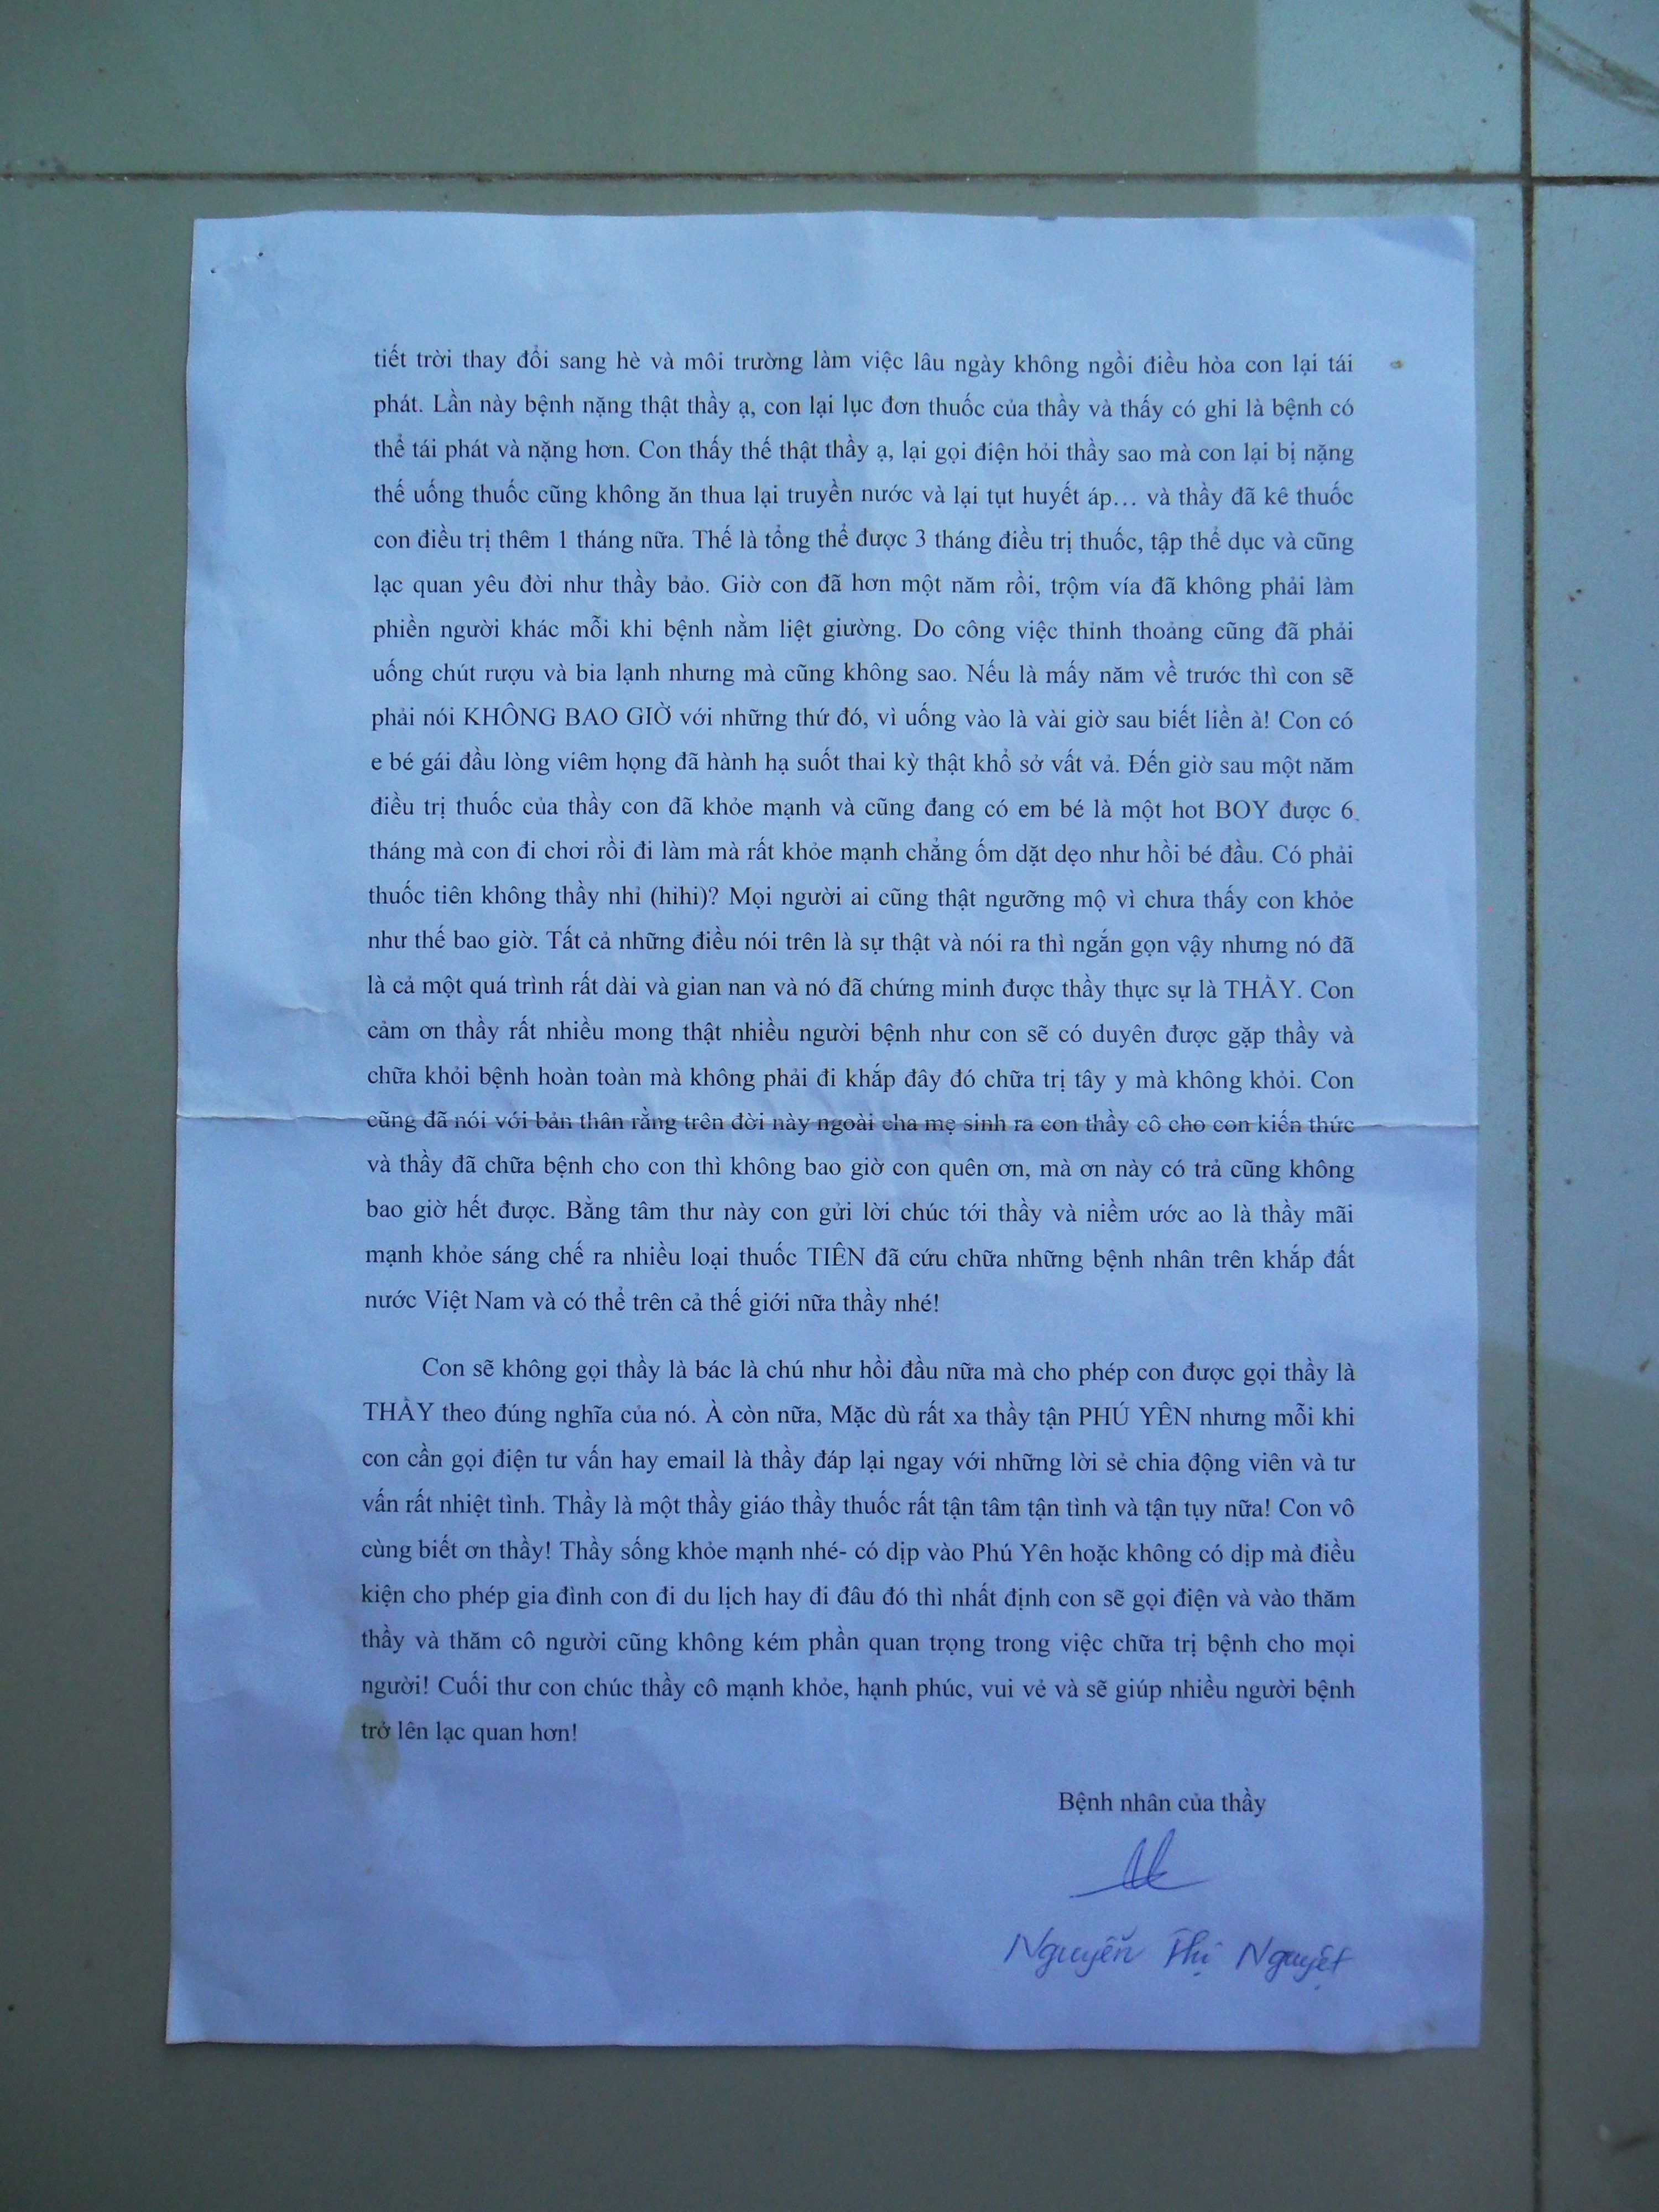 tiết trời thay đổi sang hè và môi trường làm việc lâu ngày không ngồi điều hòa con lại tái
phát. Lần này bệnh nặng thật thầy ạ, con lại lục đơn thuốc của thầy và thấy có ghi là bệnh có
thể tái phát và nặng hơn. Con thấy thế thật thầy ạ, lại gọi điện hỏi thầy sao mà con lại bị nặng
thế uống thuốc cũng không ăn thua lại truyền nước và lại tụt huyết áp… và thầy đã kê thuốc
con điều trị thêm 1 tháng nữa. Thế là tổng thể được 3 tháng điều trị thuốc, tập thể dục và cũng
lạc quan yêu đời như thầy bảo. Giờ con đã hơn một năm rồi, trộm vía đã không phải làm
phiền người khác mỗi khi bệnh nằm liệt giường. Do công việc thỉnh thoảng cũng đã phải
uống chút rượu và bia lạnh nhưng mà cũng không sao. Nếu là mấy năm về trước thì con sẽ
phải nói KHÔNG BAO GIỜ với những thứ đó, vì uống vào là vài giờ sau biết liền à! Con có
e bé gái đầu lòng viêm họng đã hành hạ suốt thai kỳ thật khổ sở vất vả. Đến giờ sau một năm
điều trị thuốc của thầy con đã khỏe mạnh và cũng đang có em bé là một hot BOY được 6
tháng mà con đi chơi rồi đi làm mà rất khỏe mạnh chẳng ốm dặt dẹo như hồi bé đầu. Có phải
thuốc tiên không thầy nhỉ (hihi)? Mọi người ai cũng thật ngưỡng mộ vì chưa thấy con khỏe
như thế bao giờ. Tất cả những điều nói trên là sự thật và nói ra thì ngắn gọn vậy nhưng nó đã
là cả một quá trình rất dài và gian nan và nó đã chứng minh được thầy thực sự là THẦY. Con
cảm ơn thầy rất nhiều mong thật nhiều người bệnh như con sẽ có duyên được gặp thầy và
chữa khỏi bệnh hoàn toàn mà không phải đi khắp đây đó chữa trị tây y mà không khỏi. Con
cũng đã nói với bản thân rằng trên đời này ngoài cha mẹ sinh ra con thầy cô cho con kiến thức
và thầy đã chữa bệnh cho con thì không bao giờ con quên ơn, mà ơn này có trả cũng không
bao giờ hết được. Bằng tâm thư này con gửi lời chúc tới thầy và niềm ước ao là thầy mãi
mạnh khỏe sáng chế ra nhiều loại thuốc TIÊN đã cứu chữa những bệnh nhân trên khắp đất
nước Việt Nam và có thể trên cả thế giới nữa thầy nhé!
Con sẽ không gọi thầy là bác là chú như hồi đầu nữa mà cho phép con được gọi thầy là
THẦY theo đúng nghĩa của nó. À còn nữa, Mặc dù rất xa thầy tận PHÚ YÊN nhưng mỗi khi
con cần gọi điện tư vấn hay email là thầy đáp lại ngay với những lời sẻ chia động viên và tư
vấn rất nhiệt tình. Thầy là một thầy giáo thầy thuốc rất tận tâm tận tình và tận tụy nữa! Con vô
cùng biết ơn thầy! Thầy sống khỏe mạnh nhé- có dịp vào Phú Yên hoặc không có dịp mà điều
kiện cho phép gia đình con đi du lịch hay đi đâu đó thì nhất định con sẽ gọi điện và vào thăm
thầy và thăm cô người cũng không kém phần quan trọng trong việc chữa trị bệnh cho mọi
người! Cuối thư con chúc thầy cô mạnh khỏe, hạnh phúc, vui vẻ và sẽ giúp nhiều người bệnh
trở lên lạc quan hơn!
Bệnh nhân của thầy
Nguyễn Thị Nguyệt